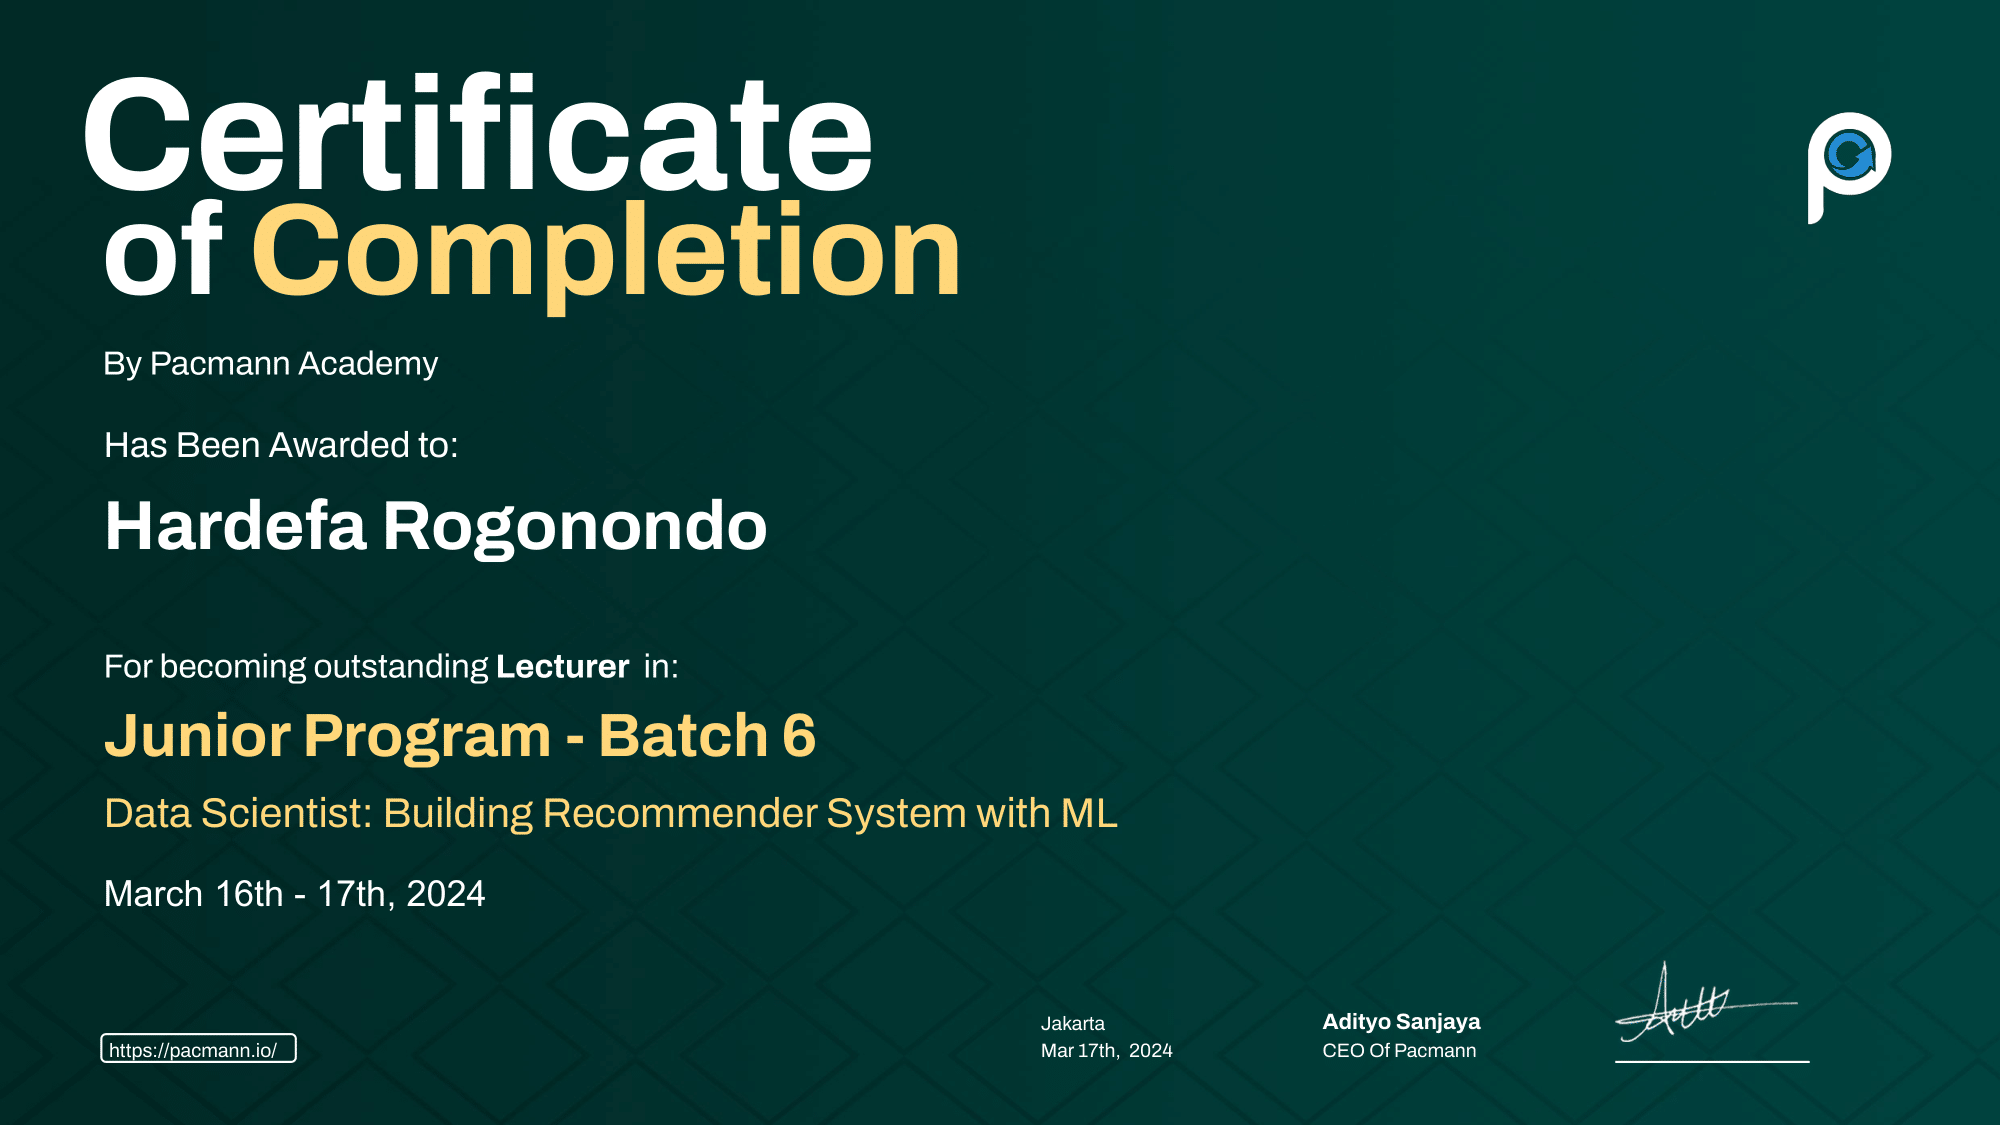 Certificate
of Completion
By Pacmann Academy
Has Been Awarded to:
Hardefa Rogonondo
For becoming outstanding Lecturer in:
Junior Program - Batch 6
Data Scientist: Building Recommender System with ML
March 16th - 17th, 2024
https://pacmann.io/
Jakarta
Mar 17th, 2024
Adityo Sanjaya
CEO Of Pacmann